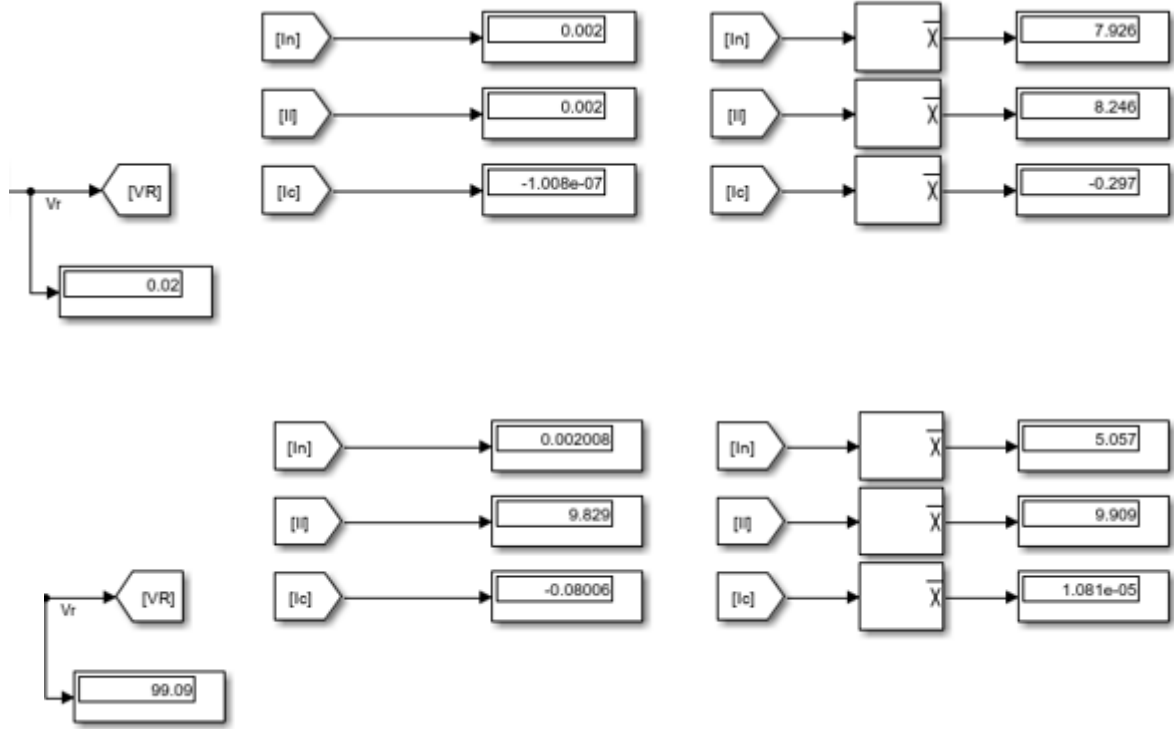 [In]
0.002
[In]
X
7.926
[Il]
0.002
[Il]
X
8.246
[Ic]
-1.008e-07
[Ic]
X
-0.297
Vr
[VR]
0.02
[In]
0.002008
[In]
X
5.057
[Il]
9.829
[Il]
X
9.909
[Ic]
-0.08006
[Ic]
X
1.081e-05
Vr
[VR]
99.09